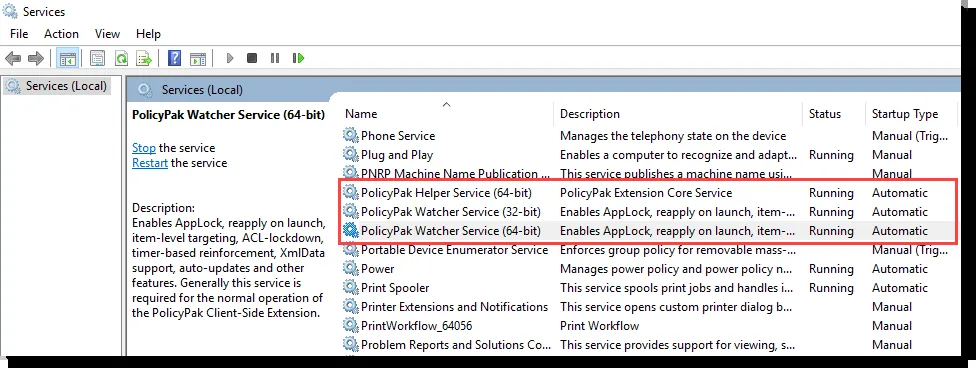 Services
File Action View Help
Services (Local)
Services (Local)
PolicyPak Watcher Service (64-bit)
Stop the service
Restart the service
Description:
Enables AppLock, reapply on launch,
item-level targeting, ACL-lockdown,
timer-based reinforcement, XmlData
support, auto-updates and other
features. Generally this service is
required for the normal operation of
the PolicyPak Client-Side Extension.
Name Description Status Startup Type
Phone Service Manages the telephony state on the device Manual (Trig...
Plug and Play Enables a computer to recognize and adapt... Running Manual
PNRP Machine Name Publication ... This service publishes a machine name usi... Manual
PolicyPak Helper Service (64-bit) PolicyPak Extension Core Service Running Automatic
PolicyPak Watcher Service (32-bit) Enables AppLock, reapply on launch, item-... Running Automatic
PolicyPak Watcher Service (64-bit) Enables AppLock, reapply on launch, item-... Running Automatic
Portable Device Enumerator Service Enforces group policy for removable mass-... Manual (Trig...
Power Manages power policy and power policy n... Running Automatic
Print Spooler This service spools print jobs and handles i... Running Automatic
Printer Extensions and Notifications This service opens custom printer dialog b... Manual
PrintWorkflow_64056 Print Workflow Manual
Problem Reports and Solutions Co... This service provides support for viewing, s... Manual